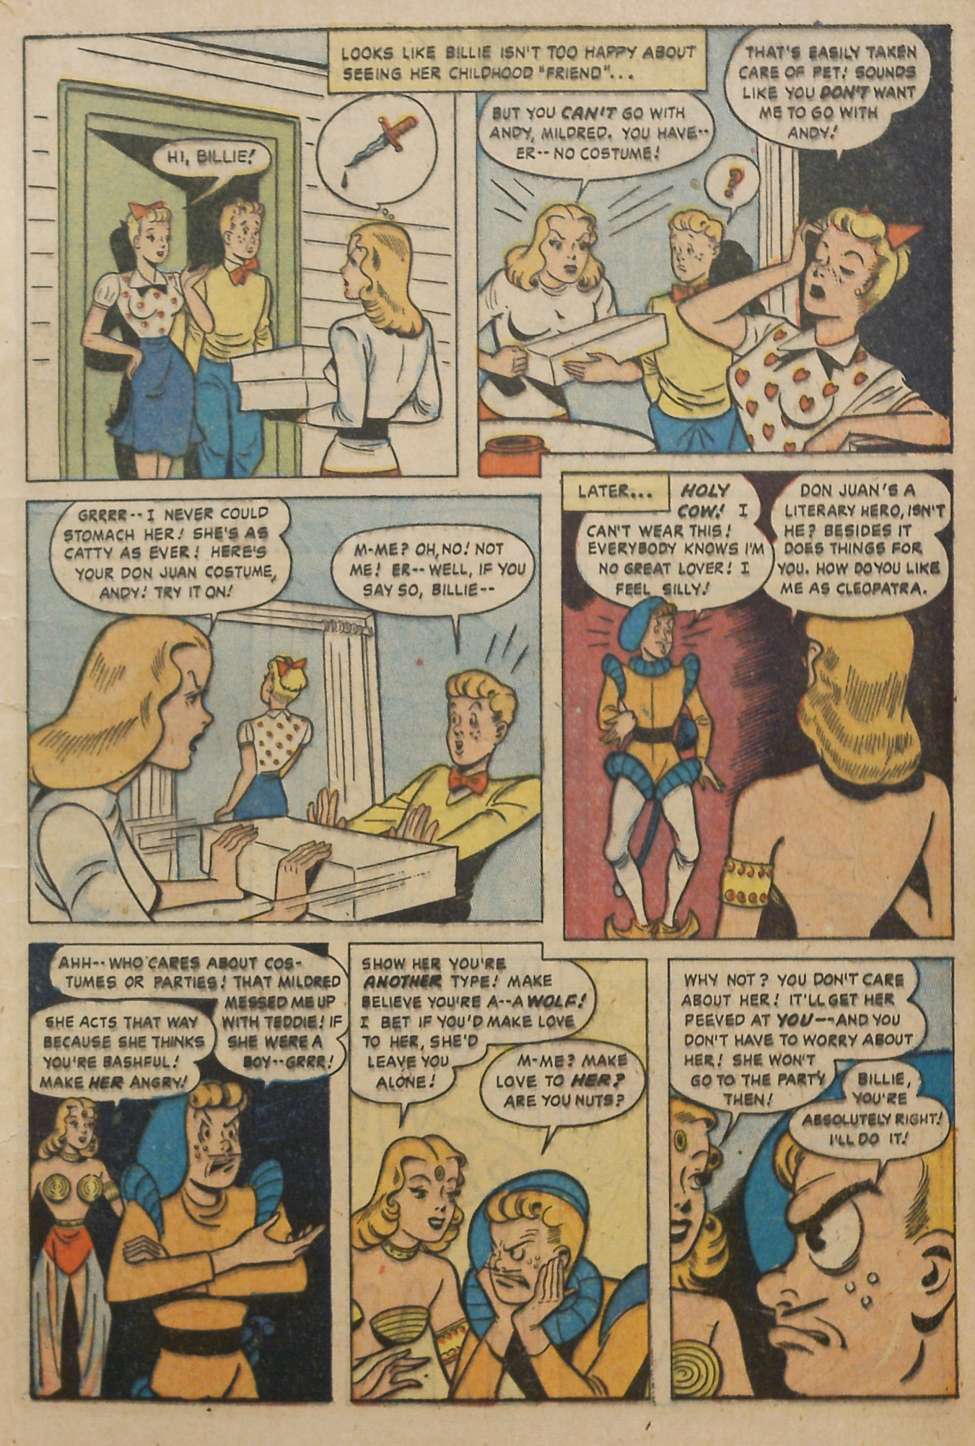 LOOKS LIKE BILLIE ISN'T TOO HAPPY ABOUT
SEEING HER CHILDHOOD "FRIEND"...
HI, BILLIE!
BUT YOU CAN'T GO WITH
ANDY, MILDRED. YOU HAVE--
ER-- NO COSTUME!
?
THAT'S EASILY TAKEN
CARE OF PET! SOUNDS
LIKE YOU DON'T WANT
ME TO GO WITH
ANDY!
GRRRR-- I NEVER COULD
STOMACH HER! SHE'S AS
CATTY AS EVER! HERE'S
YOUR DON JUAN COSTUME,
ANDY! TRY IT ON!
M-ME? OH, NO! NOT
ME! ER-- WELL, IF YOU
SAY SO, BILLIE--
LATER...
HOLY
COW! I
CAN'T WEAR THIS!
EVERYBODY KNOWS I'M
NO GREAT LOVER! I
FEEL SILLY!
DON JUAN'S A
LITERARY HERO, ISN'T
HE? BESIDES IT
DOES THINGS FOR
YOU. HOW DO YOU LIKE
ME AS CLEOPATRA.
AHH-- WHO CARES ABOUT COS-
TUMES OR PARTIES! THAT MILDRED
MESSED ME UP
WITH TEDDIE! IF
SHE WERE A
BOY--GRRR!
SHE ACTS THAT WAY
BECAUSE SHE THINKS
YOU'RE BASHFUL!
MAKE HER ANGRY!
SHOW HER YOU'RE
ANOTHER TYPE! MAKE
BELIEVE YOU'RE A--A WOLF!
I BET IF YOU'D MAKE LOVE
TO HER, SHE'D
LEAVE YOU
ALONE!
M-ME? MAKE
LOVE TO HER?
ARE YOU NUTS?
WHY NOT? YOU DON'T CARE
ABOUT HER! IT'LL GET HER
PEEVED AT YOU--AND YOU
DON'T HAVE TO WORRY ABOUT
HER! SHE WON'T
GO TO THE PARTY
THEN!
BILLIE,
YOU'RE
ABSOLUTELY RIGHT!
I'LL DO IT!